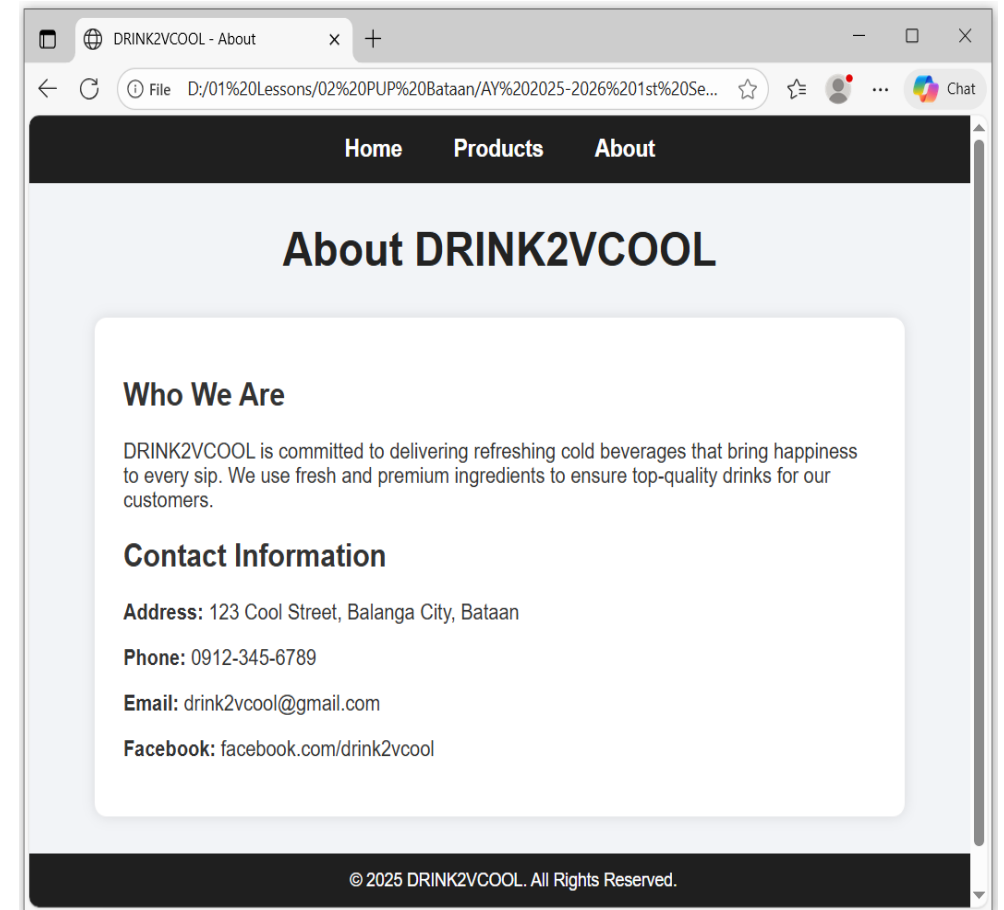 DRINK2VCOOL - About
File D:/01%20Lessons/02%20PUP%20Bataan/AY%202025-2026%201st%20Se...
Chat
Home Products About
About DRINK2VCOOL
Who We Are
DRINK2VCOOL is committed to delivering refreshing cold beverages that bring happiness
to every sip. We use fresh and premium ingredients to ensure top-quality drinks for our
customers.
Contact Information
Address: 123 Cool Street, Balanga City, Bataan
Phone: 0912-345-6789
Email: drink2vcool@gmail.com
Facebook: facebook.com/drink2vcool
© 2025 DRINK2VCOOL. All Rights Reserved.